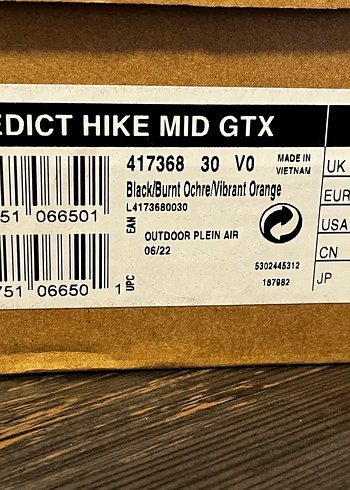 EDICT HIKE MID GTX
417368 30 V0
MADE IN
VIETNAM
Black/Burnt Ochre/Vibrant Orange
L4173680030
51 066501
EAN
OUTDOOR PLEIN AIR
06/22
5302445312
187982
751 06650 1
UPC
UK
EUR
USA
CN
JP